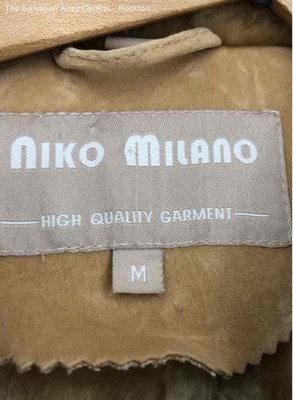 The Salvation Army Central - Rockford
NIKO MILANO
HIGH QUALITY GARMENT
M